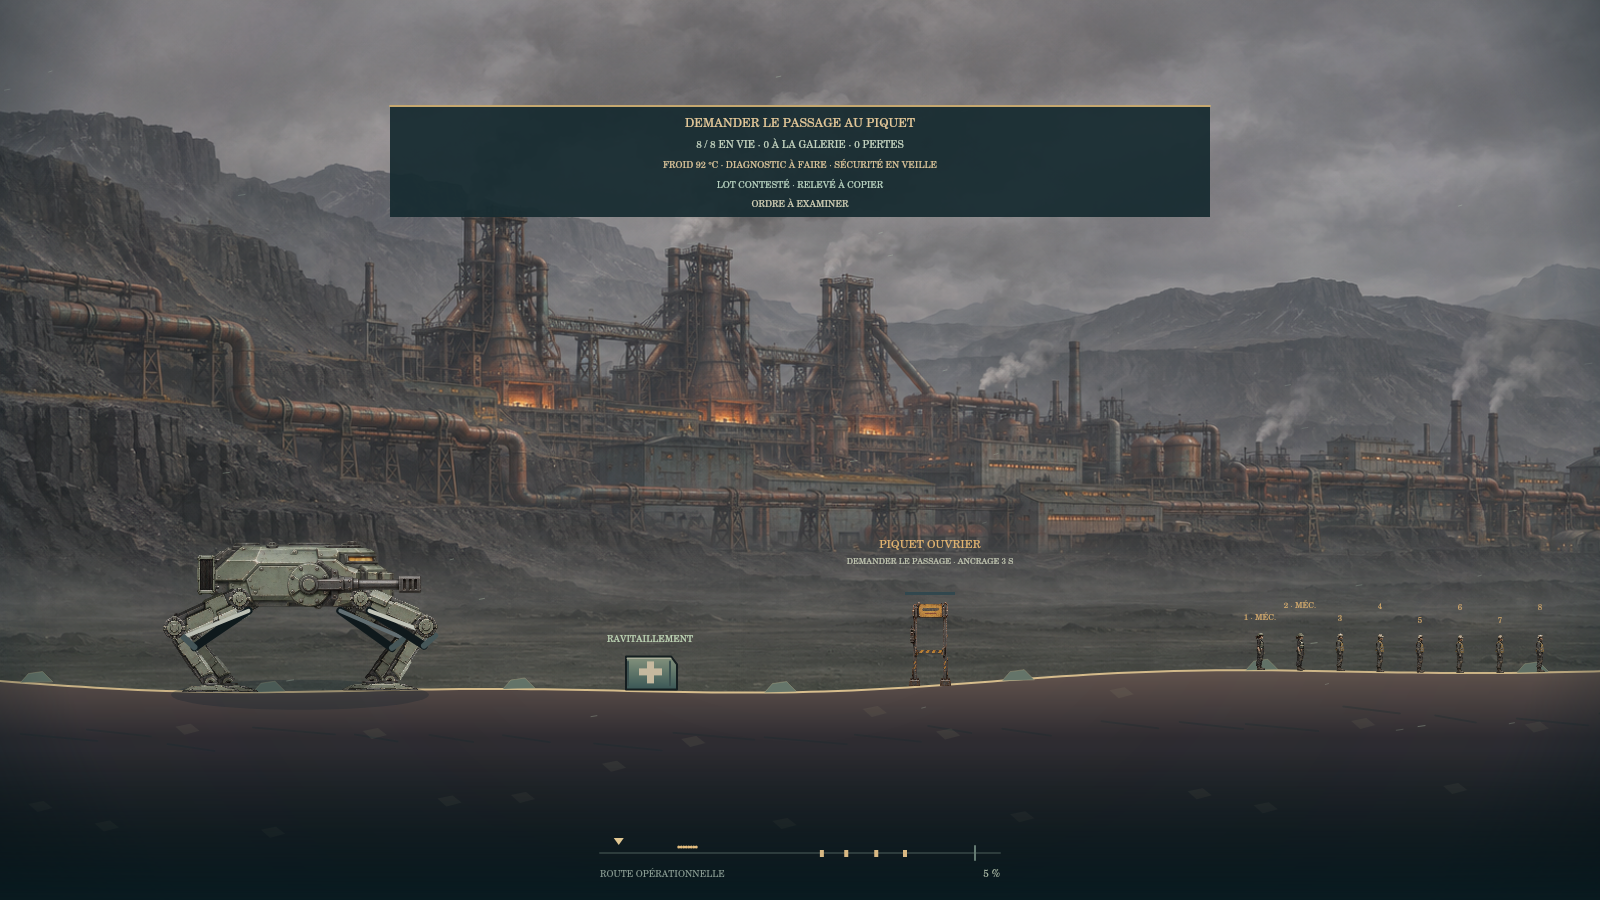 DEMANDER LE PASSAGE AU PIQUET
8 / 8 EN VIE · 0 À LA GALERIE · 0 PERTES
FROID 92 °C · DIAGNOSTIC À FAIRE · SÉCURITÉ EN VEILLE
LOT CONTESTÉ · RELEVÉ À COPIER
ORDRE À EXAMINER
PIQUET OUVRIER
DEMANDER LE PASSAGE · ANCRAGE 3 S
RAVITAILLEMENT
1 · MÉC.
2 · MÉC.
3
4
5
6
7
8
ROUTE OPÉRATIONNELLE
5 %